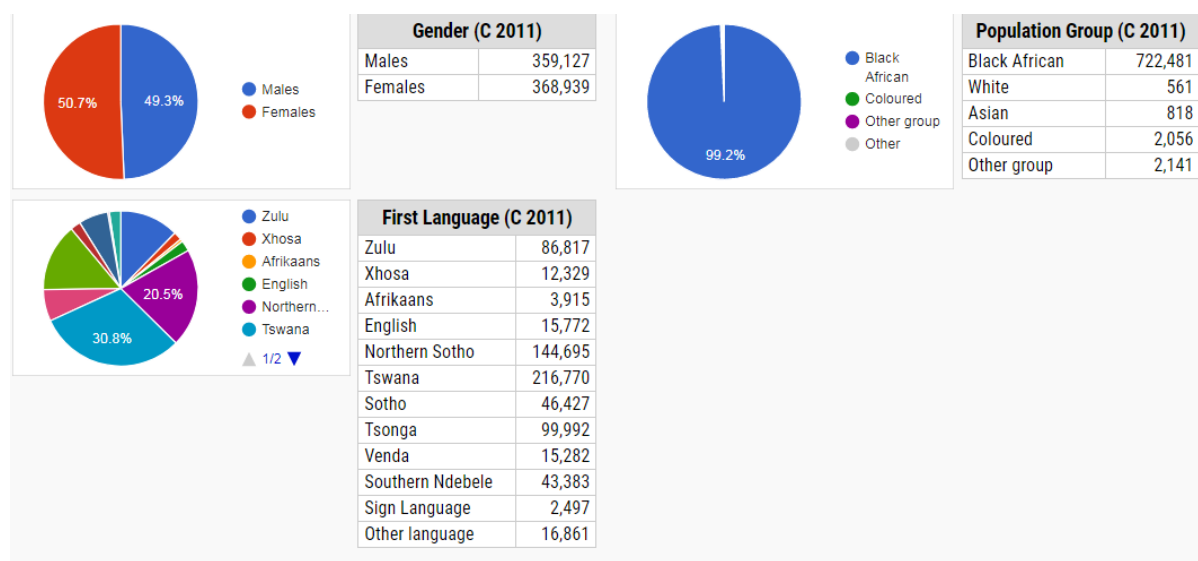 50.7%
49.3%
Males
Females
Gender (C 2011)
Males 359,127
Females 368,939
99.2%
Black
African
Coloured
Other group
Other
Population Group (C 2011)
Black African 722,481
White 561
Asian 818
Coloured 2,056
Other group 2,141
20.5%
30.8%
Zulu
Xhosa
Afrikaans
English
Northern...
Tswana
1/2
First Language (C 2011)
Zulu 86,817
Xhosa 12,329
Afrikaans 3,915
English 15,772
Northern Sotho 144,695
Tswana 216,770
Sotho 46,427
Tsonga 99,992
Venda 15,282
Southern Ndebele 43,383
Sign Language 2,497
Other language 16,861